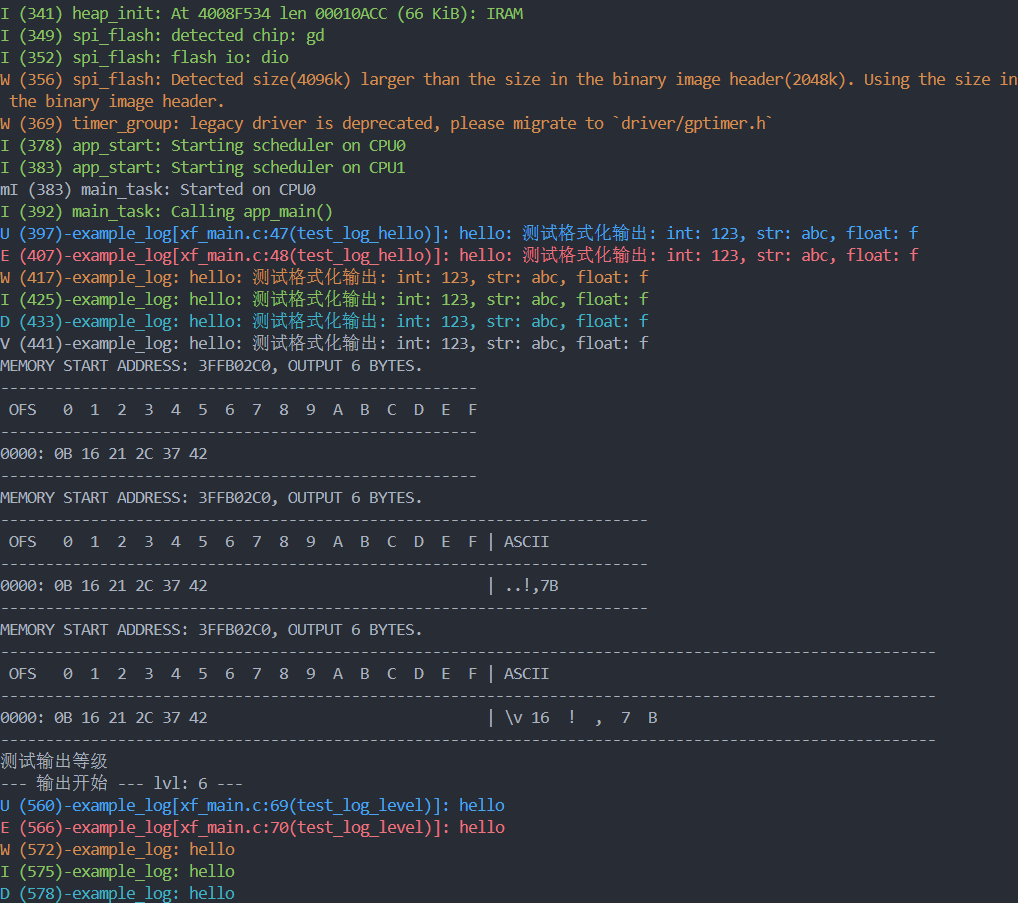 I (341) heap_init: At 4008F534 len 00010ACC (66 KiB): IRAM
I (349) spi_flash: detected chip: gd
I (352) spi_flash: flash io: dio
W (356) spi_flash: Detected size(4096k) larger than the size in the binary image header(2048k). Using the size in
 the binary image header.
W (369) timer_group: legacy driver is deprecated, please migrate to `driver/gptimer.h`
I (378) app_start: Starting scheduler on CPU0
I (383) app_start: Starting scheduler on CPU1
mI (383) main_task: Started on CPU0
I (392) main_task: Calling app_main()
U (397)-example_log[xf_main.c:47(test_log_hello)]: hello: 测试格式化输出: int: 123, str: abc, float: f
E (407)-example_log[xf_main.c:48(test_log_hello)]: hello: 测试格式化输出: int: 123, str: abc, float: f
W (417)-example_log: hello: 测试格式化输出: int: 123, str: abc, float: f
I (425)-example_log: hello: 测试格式化输出: int: 123, str: abc, float: f
D (433)-example_log: hello: 测试格式化输出: int: 123, str: abc, float: f
V (441)-example_log: hello: 测试格式化输出: int: 123, str: abc, float: f
MEMORY START ADDRESS: 3FFB02C0, OUTPUT 6 BYTES.
-----------------------------------------------------
 OFS   0  1  2  3  4  5  6  7  8  9  A  B  C  D  E  F
-----------------------------------------------------
0000: 0B 16 21 2C 37 42
-----------------------------------------------------
MEMORY START ADDRESS: 3FFB02C0, OUTPUT 6 BYTES.
------------------------------------------------------------------------
 OFS   0  1  2  3  4  5  6  7  8  9  A  B  C  D  E  F | ASCII
------------------------------------------------------------------------
0000: 0B 16 21 2C 37 42                               | ..!,7B
------------------------------------------------------------------------
MEMORY START ADDRESS: 3FFB02C0, OUTPUT 6 BYTES.
--------------------------------------------------------------------------------------------------------
 OFS   0  1  2  3  4  5  6  7  8  9  A  B  C  D  E  F | ASCII
--------------------------------------------------------------------------------------------------------
0000: 0B 16 21 2C 37 42                               | \v 16  !  ,  7  B
--------------------------------------------------------------------------------------------------------
测试输出等级
--- 输出开始 --- lvl: 6 ---
U (560)-example_log[xf_main.c:69(test_log_level)]: hello
E (566)-example_log[xf_main.c:70(test_log_level)]: hello
W (572)-example_log: hello
I (575)-example_log: hello
D (578)-example_log: hello